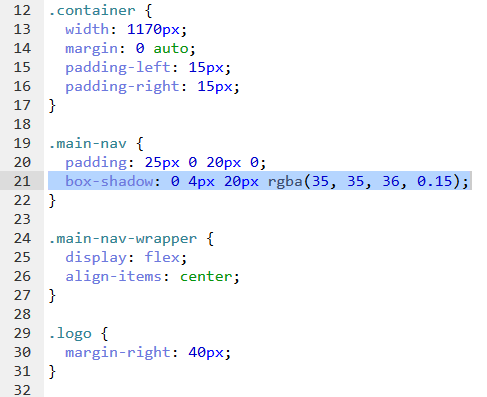 12 .container {
13 width: 1170px;
14 margin: 0 auto;
15 padding-left: 15px;
16 padding-right: 15px;
17 }
18
19 .main-nav {
20 padding: 25px 0 20px 0;
21 box-shadow: 0 4px 20px rgba(35, 35, 36, 0.15);
22 }
23
24 .main-nav-wrapper {
25 display: flex;
26 align-items: center;
27 }
28
29 .logo {
30 margin-right: 40px;
31 }
32